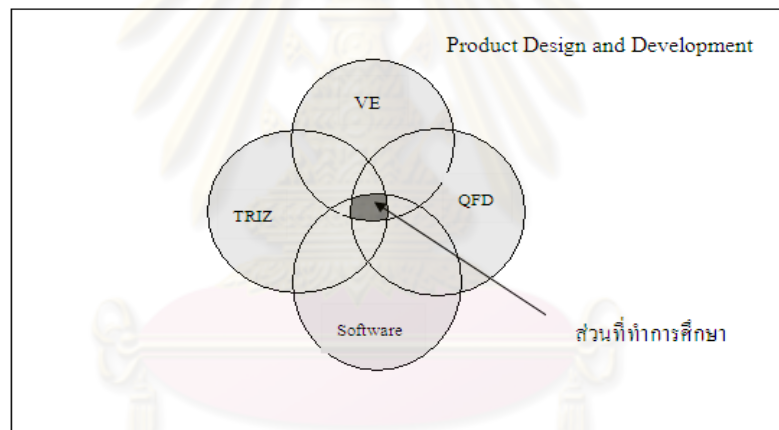 Product Design and Development
VE
TRIZ
QFD
Software
ส่วนที่ทำการศึกษา